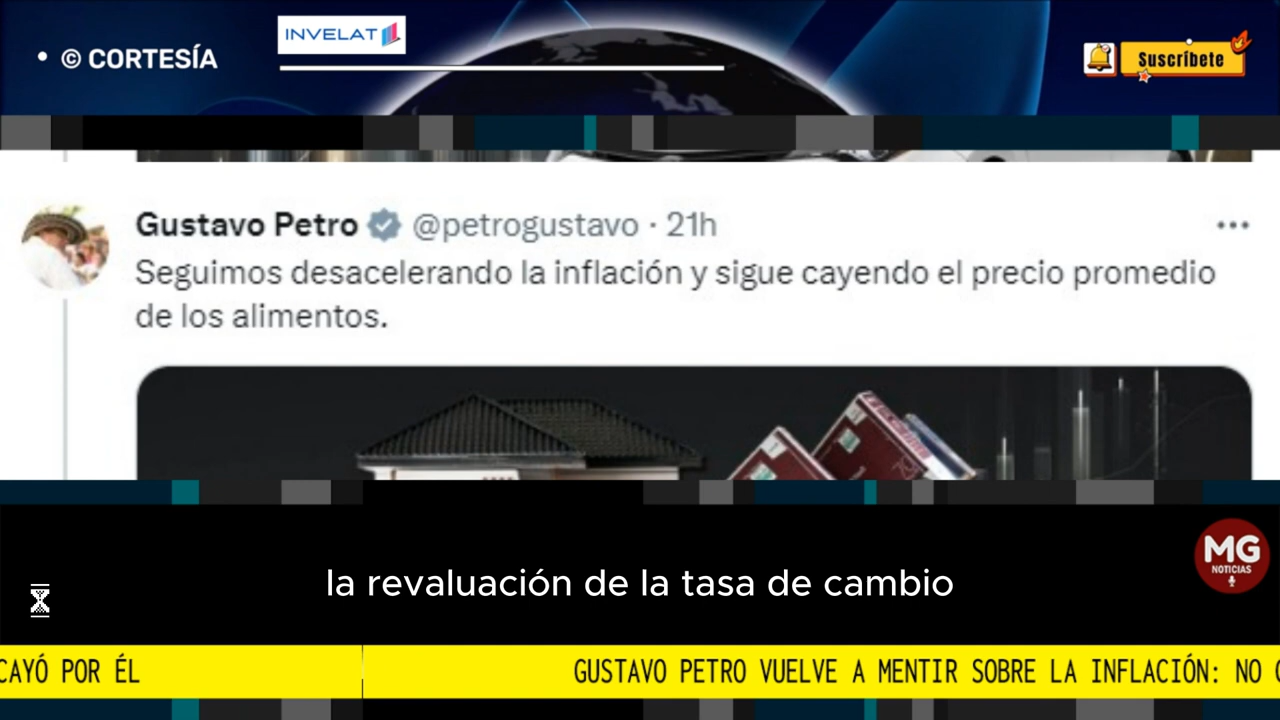 • © CORTESÍA
INVELAT
Suscríbete
Gustavo Petro @petrogustavo · 21h
Seguimos desacelerando la inflación y sigue cayendo el precio promedio
de los alimentos.
la revaluación de la tasa de cambio
MG
NOTICIAS
CAYÓ POR ÉL
GUSTAVO PETRO VUELVE A MENTIR SOBRE LA INFLACIÓN: NO